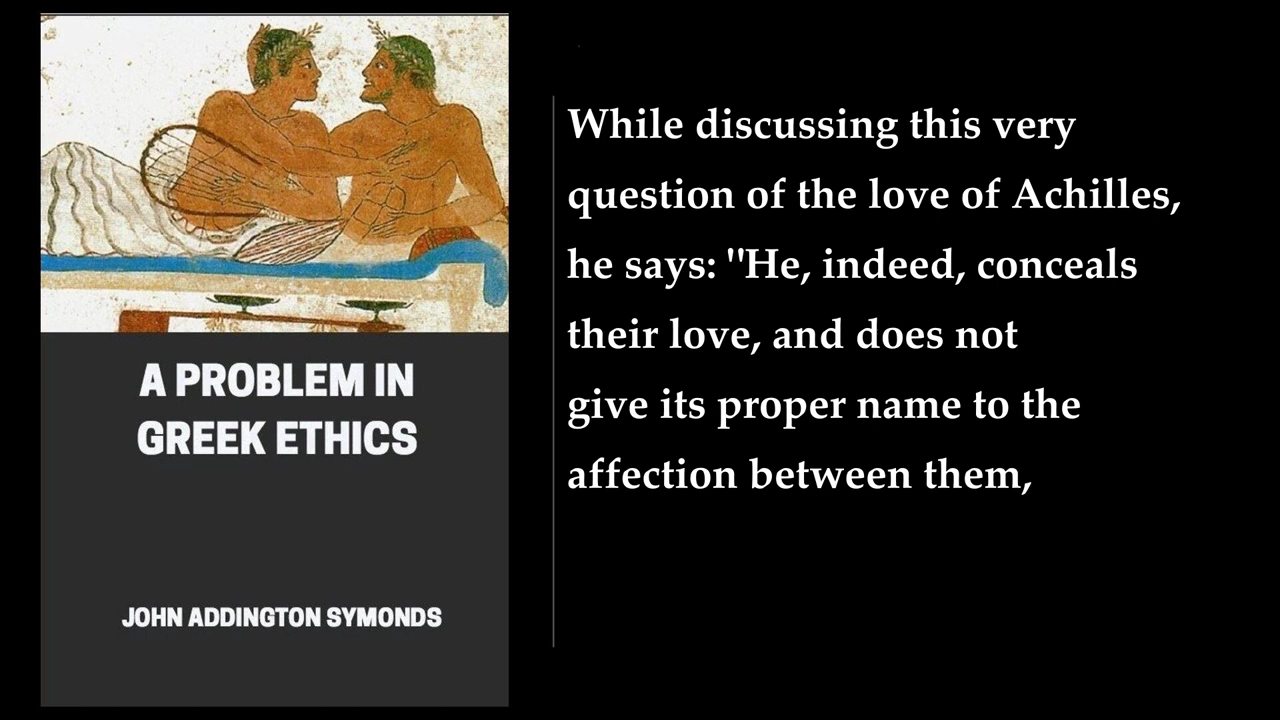 A PROBLEM IN
GREEK ETHICS
JOHN ADDINGTON SYMONDS
While discussing this very
question of the love of Achilles,
he says: "He, indeed, conceals
their love, and does not
give its proper name to the
affection between them,